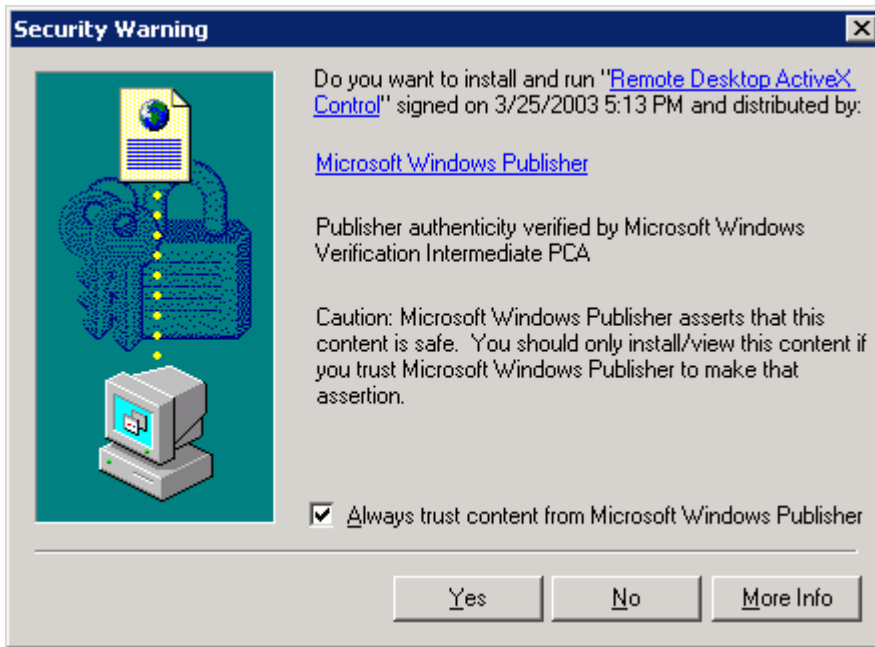 Security Warning
Do you want to install and run "Remote Desktop ActiveX
Control" signed on 3/25/2003 5:13 PM and distributed by:
Microsoft Windows Publisher
Publisher authenticity verified by Microsoft Windows
Verification Intermediate PCA
Caution: Microsoft Windows Publisher asserts that this
content is safe.  You should only install/view this content if
you trust Microsoft Windows Publisher to make that
assertion.
Always trust content from Microsoft Windows Publisher
Yes No More Info